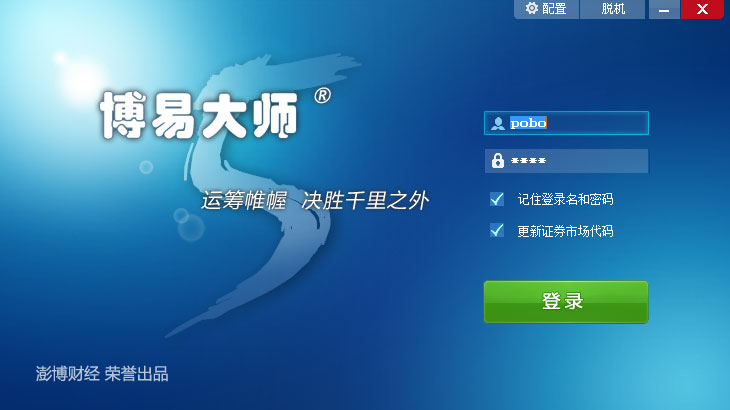 配置 脱机
博易大师®
pobo
****
运筹帷幄 决胜千里之外
记住登录名和密码
更新证券市场代码
登录
澎博财经 荣誉出品